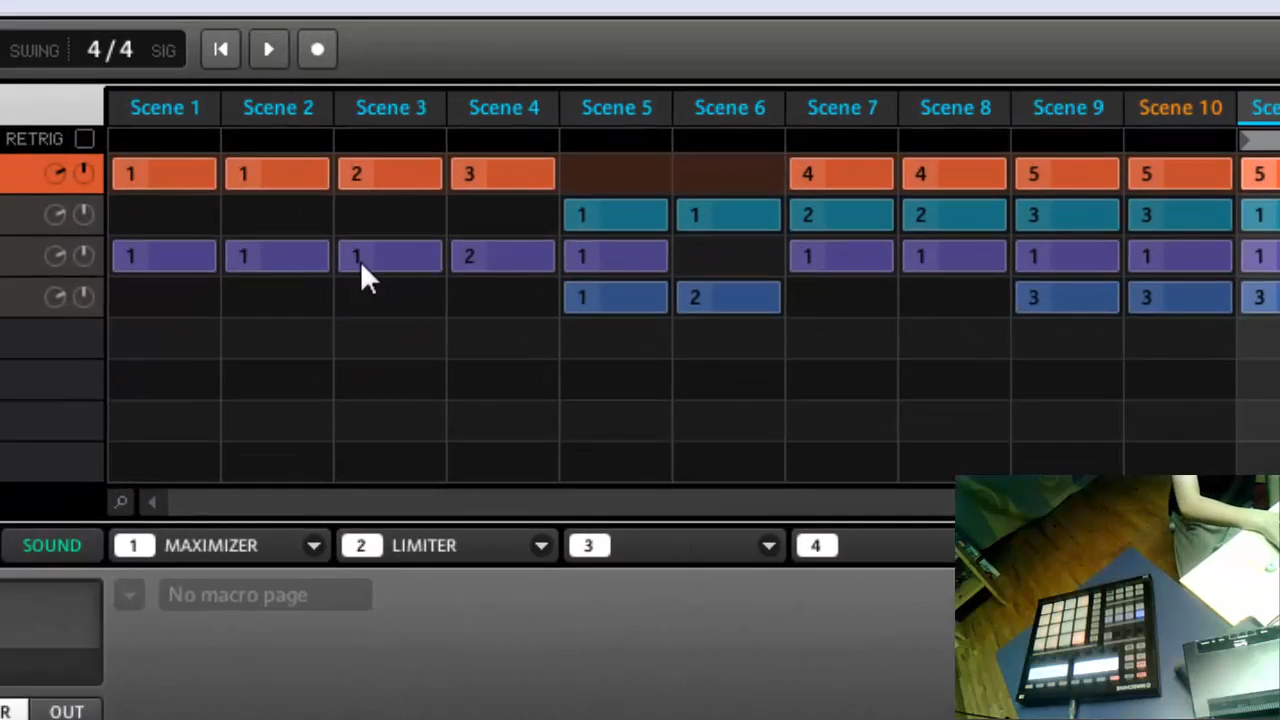 SWING 4/4 SIG
Scene 1 Scene 2 Scene 3 Scene 4 Scene 5 Scene 6 Scene 7 Scene 8 Scene 9 Scene 10 Sce
RETRIG
1 1 2 3 4 4 5 5 5
1 1 2 2 3 3 1
1 1 1 2 1 1 1 1 1 1
1 2 3 3 3
SOUND 1 MAXIMIZER 2 LIMITER 3 4
No macro page
R OUT